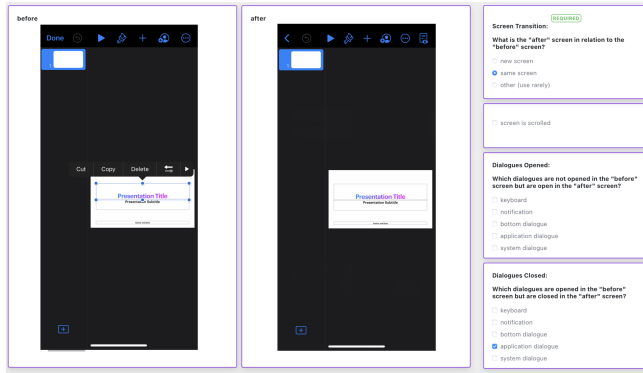 before
Done
1
Cut Copy Delete
Presentation Title
Presentation Subtitle
after
1
Presentation Title
Presentation Subtitle
REQUIRED
Screen Transition:
What is the "after" screen in relation to the
"before" screen?
new screen
same screen
other (use rarely)
screen is scrolled
Dialogues Opened:
Which dialogues are not opened in the "before"
screen but are open in the "after" screen?
keyboard
notification
bottom dialogue
application dialogue
system dialogue
Dialogues Closed:
Which dialogues are opened in the "before"
screen but are closed in the "after" screen?
keyboard
notification
bottom dialogue
application dialogue
system dialogue